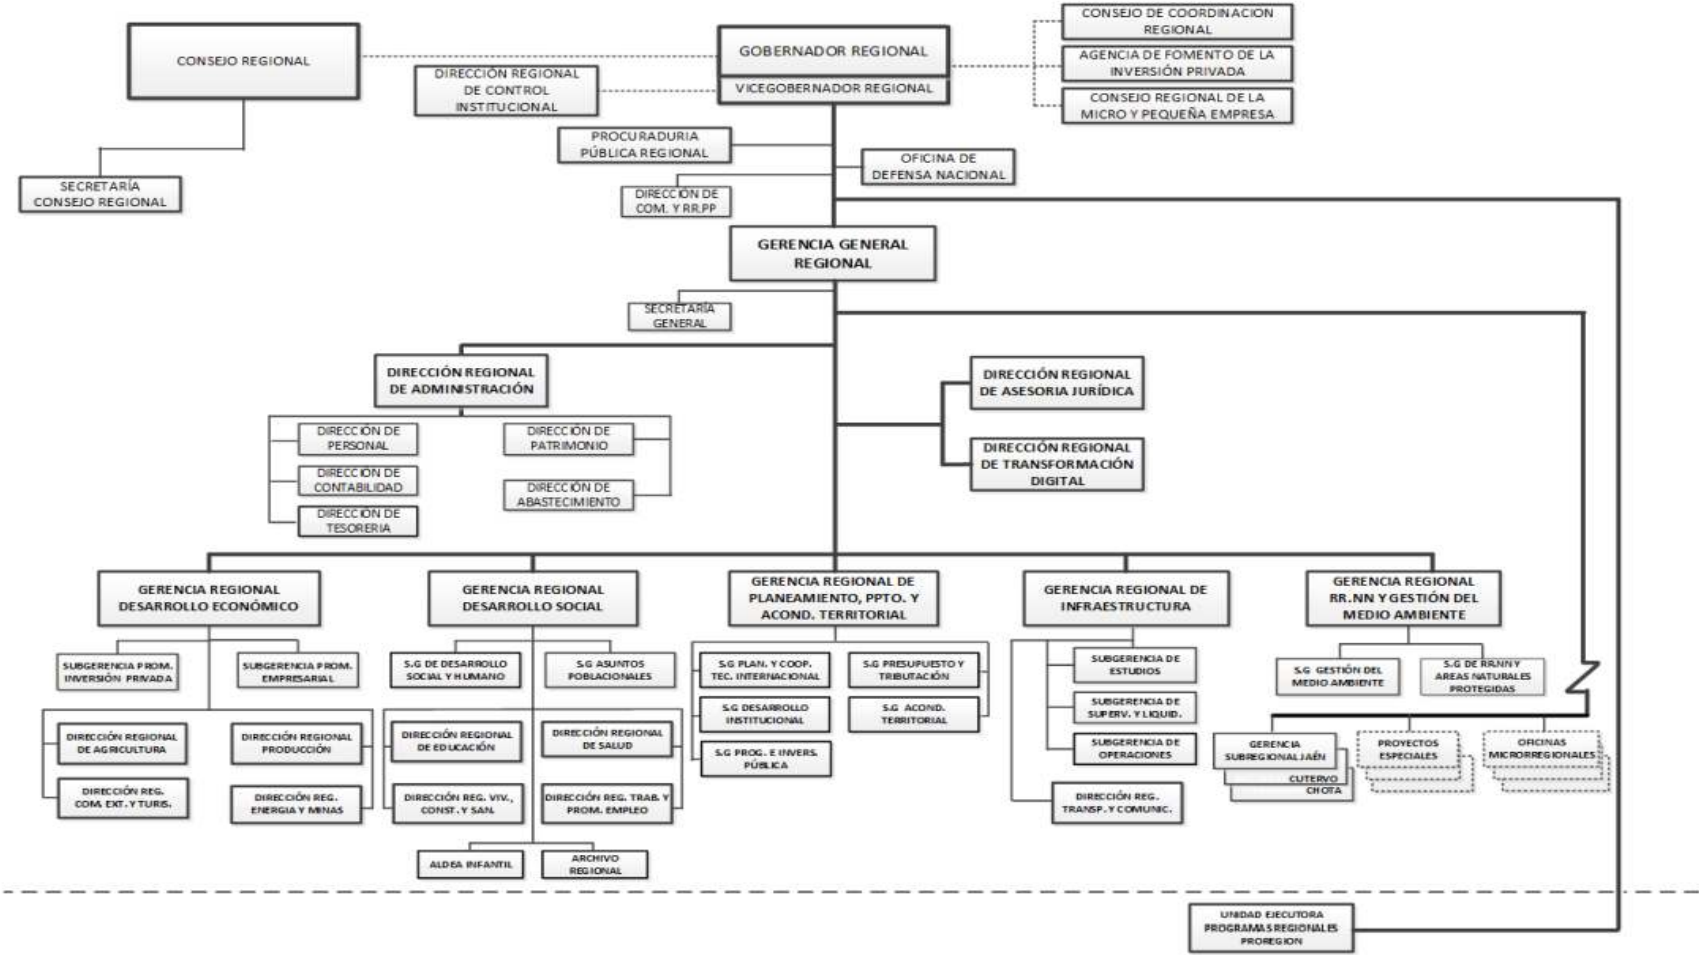 CONSEJO REGIONAL
GOBERNADOR REGIONAL
VICEGOBERNADOR REGIONAL
CONSEJO DE COORDINACION
REGIONAL
AGENCIA DE FOMENTO DE LA
INVERSIÓN PRIVADA
CONSEJO REGIONAL DE LA
MICRO Y PEQUEÑA EMPRESA
DIRECCIÓN REGIONAL
DE CONTROL
INSTITUCIONAL
PROCURADURIA
PÚBLICA REGIONAL
OFICINA DE
DEFENSA NACIONAL
SECRETARÍA
CONSEJO REGIONAL
DIRECCIÓN DE
COM. Y RR.PP
GERENCIA GENERAL
REGIONAL
SECRETARÍA
GENERAL
DIRECCIÓN REGIONAL
DE ADMINISTRACIÓN
DIRECCIÓN REGIONAL
DE ASESORIA JURÍDICA
DIRECCIÓN DE
PERSONAL
DIRECCIÓN DE
PATRIMONIO
DIRECCIÓN REGIONAL
DE TRANSFORMACIÓN
DIGITAL
DIRECCIÓN DE
CONTABILIDAD
DIRECCIÓN DE
ABASTECIMIENTO
DIRECCIÓN DE
TESORERIA
GERENCIA REGIONAL
DESARROLLO ECONÓMICO
GERENCIA REGIONAL
DESARROLLO SOCIAL
GERENCIA REGIONAL DE
PLANEAMIENTO, PPTO. Y
ACOND. TERRITORIAL
GERENCIA REGIONAL DE
INFRAESTRUCTURA
GERENCIA REGIONAL
RR.NN Y GESTIÓN DEL
MEDIO AMBIENTE
SUBGERENCIA PROM.
INVERSIÓN PRIVADA
SUBGERENCIA PROM.
EMPRESARIAL
S.G DE DESARROLLO
SOCIAL Y HUMANO
S.G ASUNTOS
POBLACIONALES
S.G PLAN. Y COOP.
TEC. INTERNACIONAL
S.G PRESUPUESTO Y
TRIBUTACIÓN
SUBGERENCIA DE
ESTUDIOS
S.G GESTIÓN DEL
MEDIO AMBIENTE
S.G DE RR.NN Y
AREAS NATURALES
PROTEGIDAS
S.G DESARROLLO
INSTITUCIONAL
S.G ACOND.
TERRITORIAL
SUBGERENCIA DE
SUPERV. Y LIQUID.
DIRECCIÓN REGIONAL
DE AGRICULTURA
DIRECCIÓN REGIONAL
PRODUCCIÓN
DIRECCIÓN REGIONAL
DE EDUCACIÓN
DIRECCIÓN REGIONAL
DE SALUD
S.G PROG. E INVERS.
PÚBLICA
SUBGERENCIA DE
OPERACIONES
GERENCIA
SUBREGIONAL JAÉN
CUTERVO
CHOTA
PROYECTOS
ESPECIALES
OFICINAS
MICRORREGIONALES
DIRECCIÓN REG.
COM. EXT. Y TURIS.
DIRECCIÓN REG.
ENERGIA Y MINAS
DIRECCIÓN REG. VIV.,
CONST. Y SAN.
DIRECCIÓN REG. TRAB. Y
PROM. EMPLEO
DIRECCIÓN REG.
TRANSP. Y COMUNIC.
ALDEA INFANTIL
ARCHIVO
REGIONAL
UNIDAD EJECUTORA
PROGRAMAS REGIONALES
PROREGION